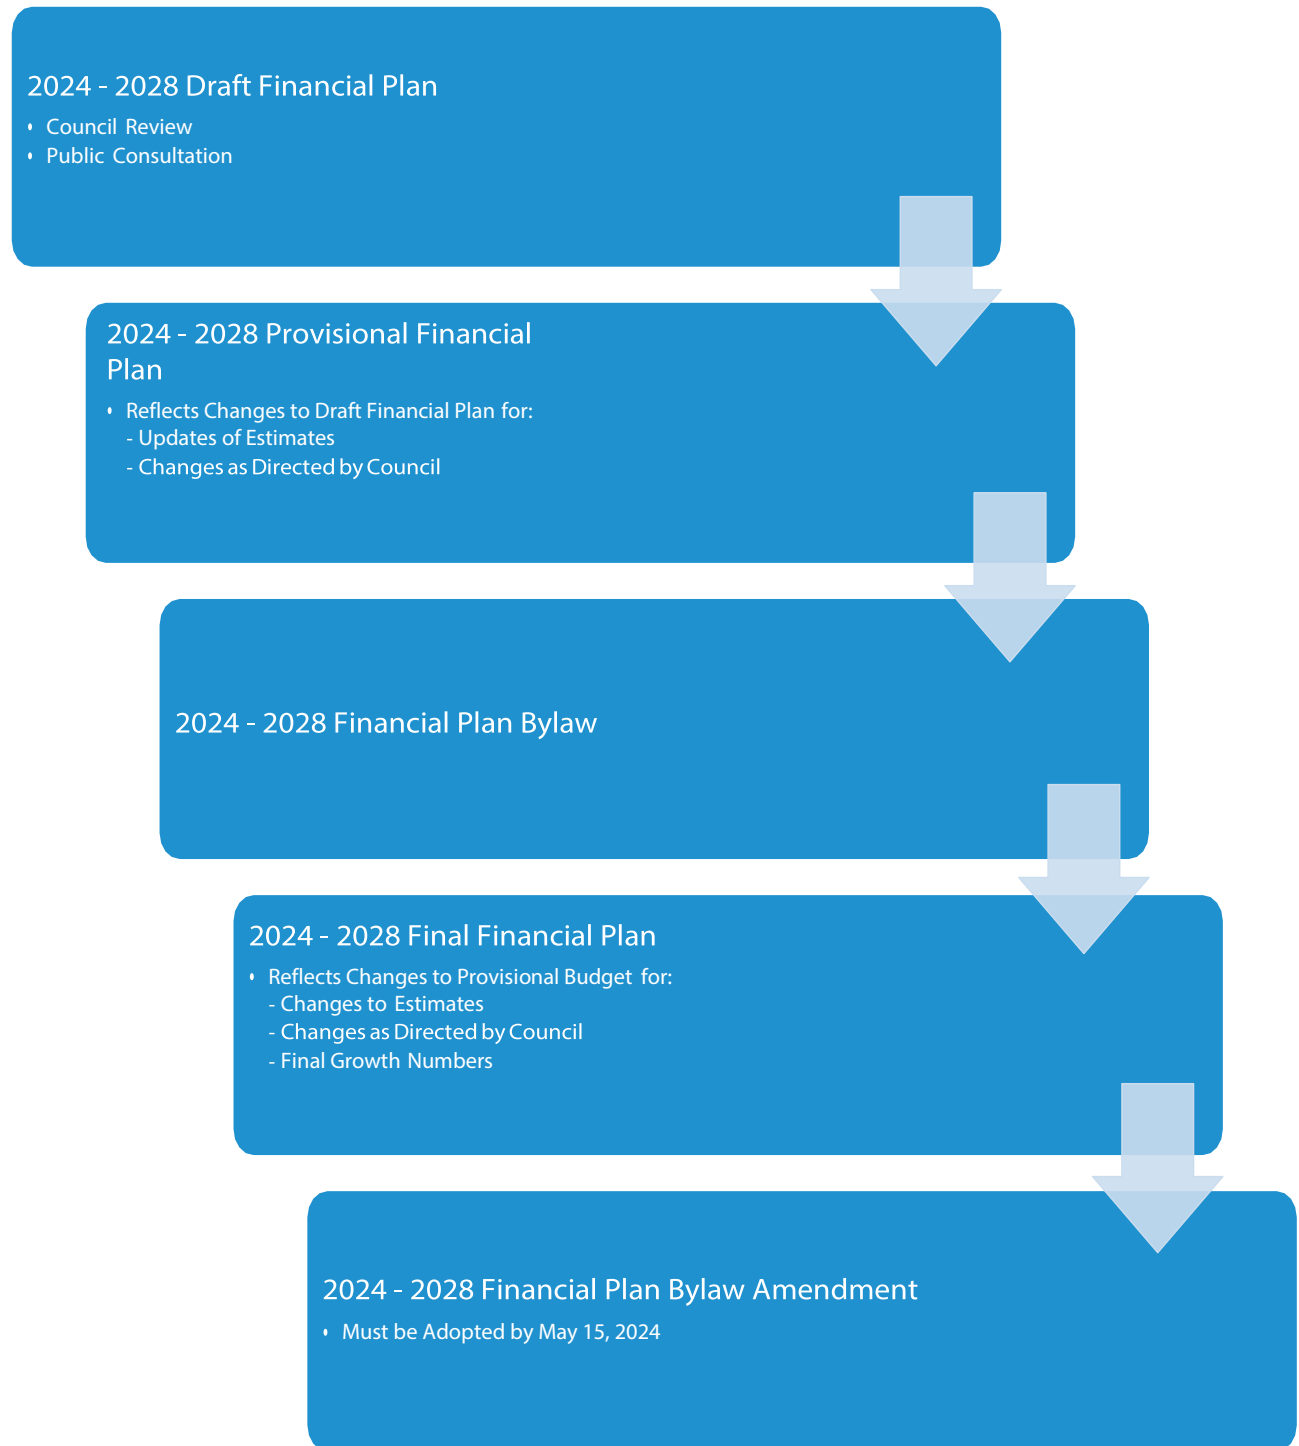 2024 - 2028 Draft Financial Plan
• Council Review
• Public Consultation
2024 - 2028 Provisional Financial
Plan
• Reflects Changes to Draft Financial Plan for:
- Updates of Estimates
- Changes as Directed by Council
2024 - 2028 Financial Plan Bylaw
2024 - 2028 Final Financial Plan
• Reflects Changes to Provisional Budget for:
- Changes to Estimates
- Changes as Directed by Council
- Final Growth Numbers
2024 - 2028 Financial Plan Bylaw Amendment
• Must be Adopted by May 15, 2024